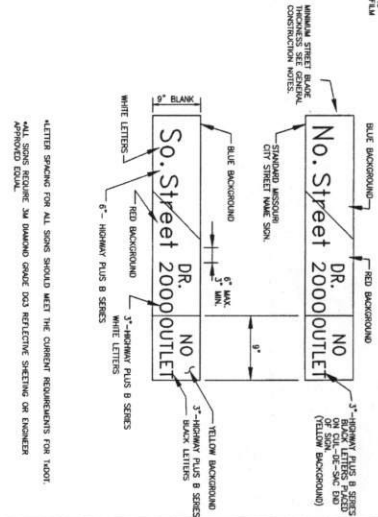 FILM
BLUE BACKGROUND
RED BACKGROUND
3"-HIGHWAY PLUS B SERIES
BLACK LETTERS PLACED
ON CUL-DE-SAC END
OF SIGN.
(YELLOW BACKGROUND)
No. Street
DR.
2000
NO
OUTLET
MINIMUM STREET BLADE
THICKNESS SEE GENERAL
CONSTRUCTION NOTES.
STANDARD MISSOURI
CITY STREET NAME SIGN.
6" MAX.
3" MIN.
9"
BLUE BACKGROUND
YELLOW BACKGROUND
3"-HIGHWAY PLUS B SERIES
BLACK LETTERS
9" BLANK
So. Street
DR.
2000
NO
OUTLET
WHITE LETTERS
6"- HIGHWAY PLUS B SERIES
RED BACKGROUND
3"-HIGHWAY PLUS B SERIES
WHITE LETTERS
*LETTER SPACING FOR ALL SIGNS SHOULD MEET THE CURRENT REQUIREMENTS FOR TxDOT.
*ALL SIGNS REQUIRE 3M DIAMOND GRADE DG3 REFLECTIVE SHEETING OR ENGINEER
APPROVED EQUAL.